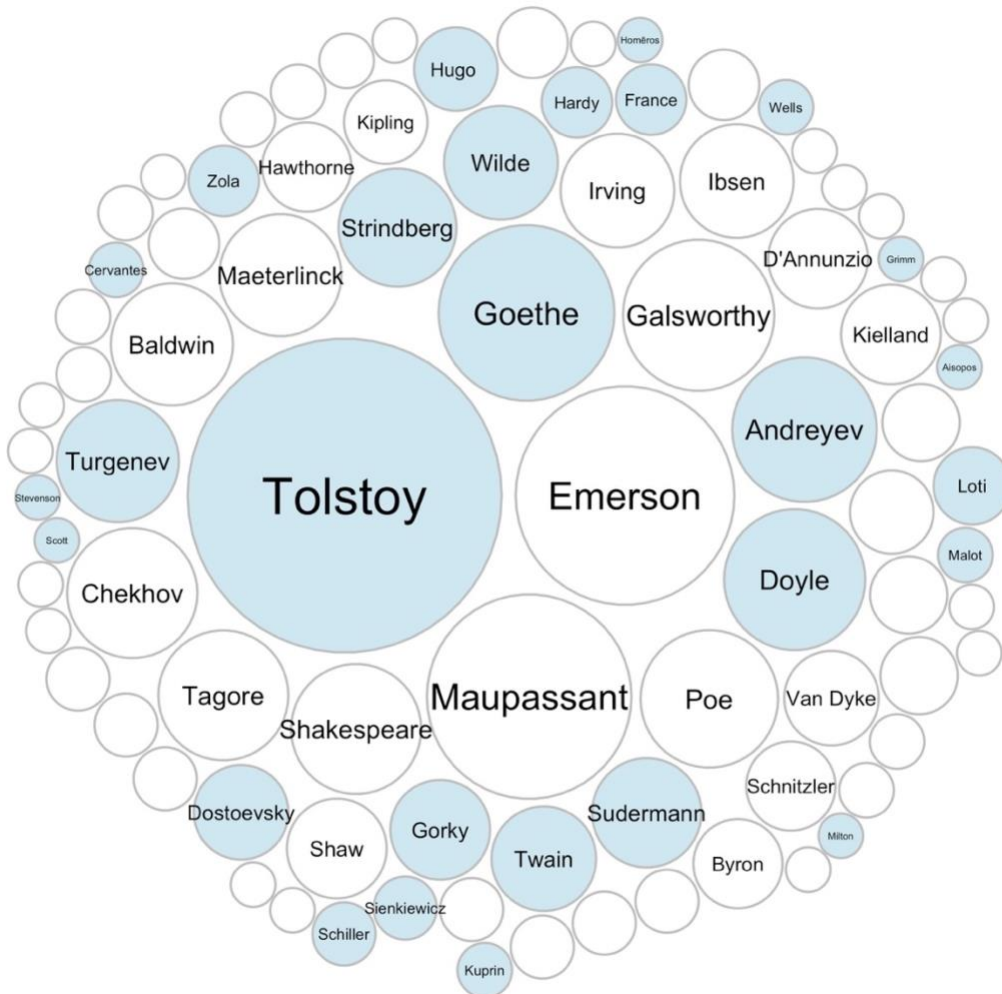 Homēros
Hugo
Hardy
France
Wells
Kipling
Wilde
Hawthorne
Zola
Irving
Ibsen
Strindberg
D'Annunzio
Grimm
Cervantes
Maeterlinck
Goethe
Galsworthy
Kielland
Baldwin
Aisopos
Andreyev
Turgenev
Loti
Stevenson
Tolstoy
Emerson
Scott
Malot
Doyle
Chekhov
Tagore
Maupassant
Poe
Van Dyke
Shakespeare
Schnitzler
Dostoevsky
Sudermann
Gorky
Milton
Shaw
Twain
Byron
Sienkiewicz
Schiller
Kuprin